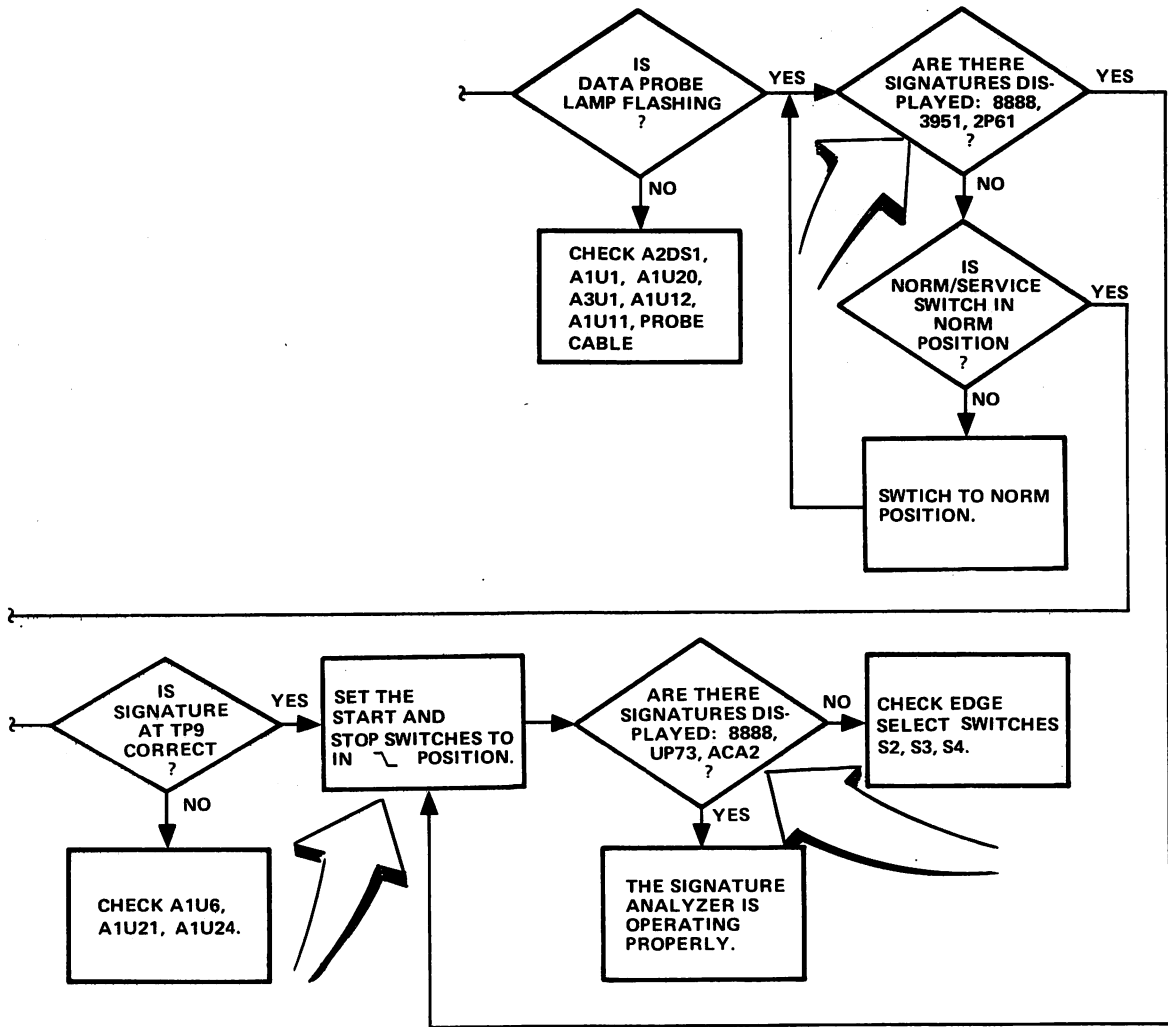 IS
DATA PROBE
LAMP FLASHING
?
YES
NO
CHECK A2DS1,
A1U1, A1U20,
A3U1, A1U12,
A1U11, PROBE
CABLE
ARE THERE
SIGNATURES DIS-
PLAYED: 8888,
3951, 2P61
?
YES
NO
IS
NORM/SERVICE
SWITCH IN
NORM
POSITION
?
YES
NO
SWTICH TO NORM
POSITION.
IS
SIGNATURE
AT TP9
CORRECT
?
YES
NO
CHECK A1U6,
A1U21, A1U24.
SET THE
START AND
STOP SWITCHES TO
IN POSITION.
ARE THERE
SIGNATURES DIS-
PLAYED: 8888,
UP73, ACA2
?
NO
YES
CHECK EDGE
SELECT SWITCHES
S2, S3, S4.
THE SIGNATURE
ANALYZER IS
OPERATING
PROPERLY.